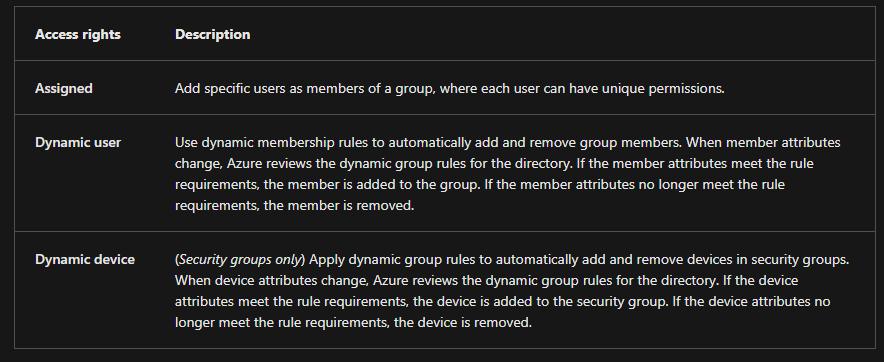 Access rights Description
Assigned Add specific users as members of a group, where each user can have unique permissions.
Dynamic user Use dynamic membership rules to automatically add and remove group members. When member attributes
change, Azure reviews the dynamic group rules for the directory. If the member attributes meet the rule
requirements, the member is added to the group. If the member attributes no longer meet the rule
requirements, the member is removed.
Dynamic device (Security groups only) Apply dynamic group rules to automatically add and remove devices in security groups.
When device attributes change, Azure reviews the dynamic group rules for the directory. If the device
attributes meet the rule requirements, the device is added to the security group. If the device attributes no
longer meet the rule requirements, the device is removed.